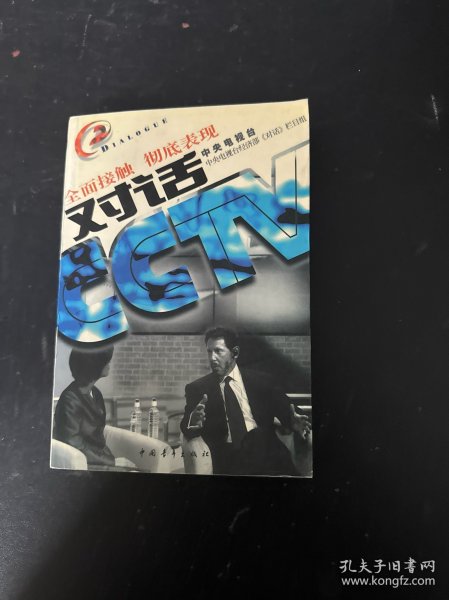 DIALOGUE
全面接触 彻底表现
对话
中央电视台
中央电视台经济部《对话》栏目组
CCTV
中国青年出版社
孔夫子旧书网
www.kongfz.com